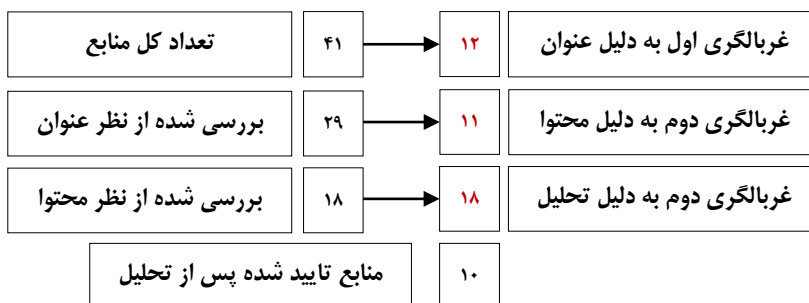 غربالگری اول به دلیل عنوان ۱۲ ۴۱ تعداد کل منابع
غربالگری دوم به دلیل محتوا ۱۱ ۲۹ بررسی شده از نظر عنوان
غربالگری دوم به دلیل تحلیل ۱۸ ۱۸ بررسی شده از نظر محتوا
۱۰ منابع تایید شده پس از تحلیل